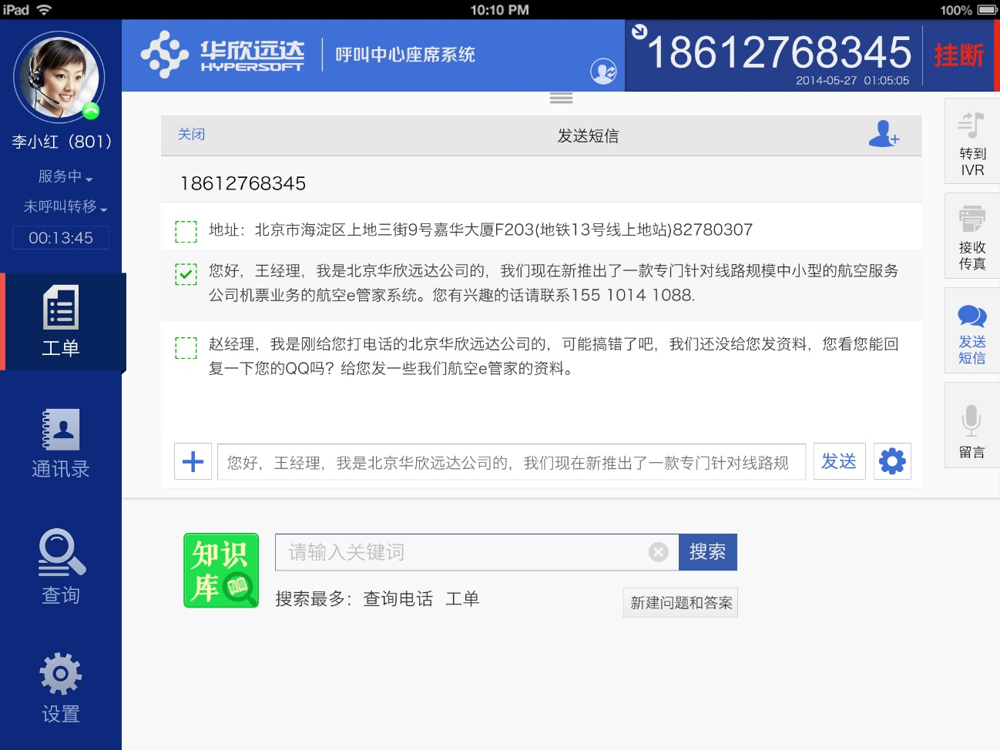 iPad
10:10 PM
100%
华欣远达
HYPERSOFT
呼叫中心座席系统
18612768345
2014-05-27 01:05:05
挂断
李小红（801）
服务中
未呼叫转移
00:13:45
工单
通讯录
查询
设置
关闭
发送短信
18612768345
地址：北京市海淀区上地三街9号嘉华大厦F203(地铁13号线上地站)82780307
您好，王经理，我是北京华欣远达公司的，我们现在新推出了一款专门针对线路规模中小型的航空服务
公司机票业务的航空e管家系统。您有兴趣的话请联系155 1014 1088.
赵经理，我是刚给您打电话的北京华欣远达公司的，可能搞错了吧，我们还没给您发资料，您看您能回
复一下您的QQ吗？给您发一些我们航空e管家的资料。
您好，王经理，我是北京华欣远达公司的，我们现在新推出了一款专门针对线路规
发送
转到
IVR
接收
传真
发送
短信
留言
知识
库
请输入关键词
搜索
搜索最多：查询电话 工单
新建问题和答案